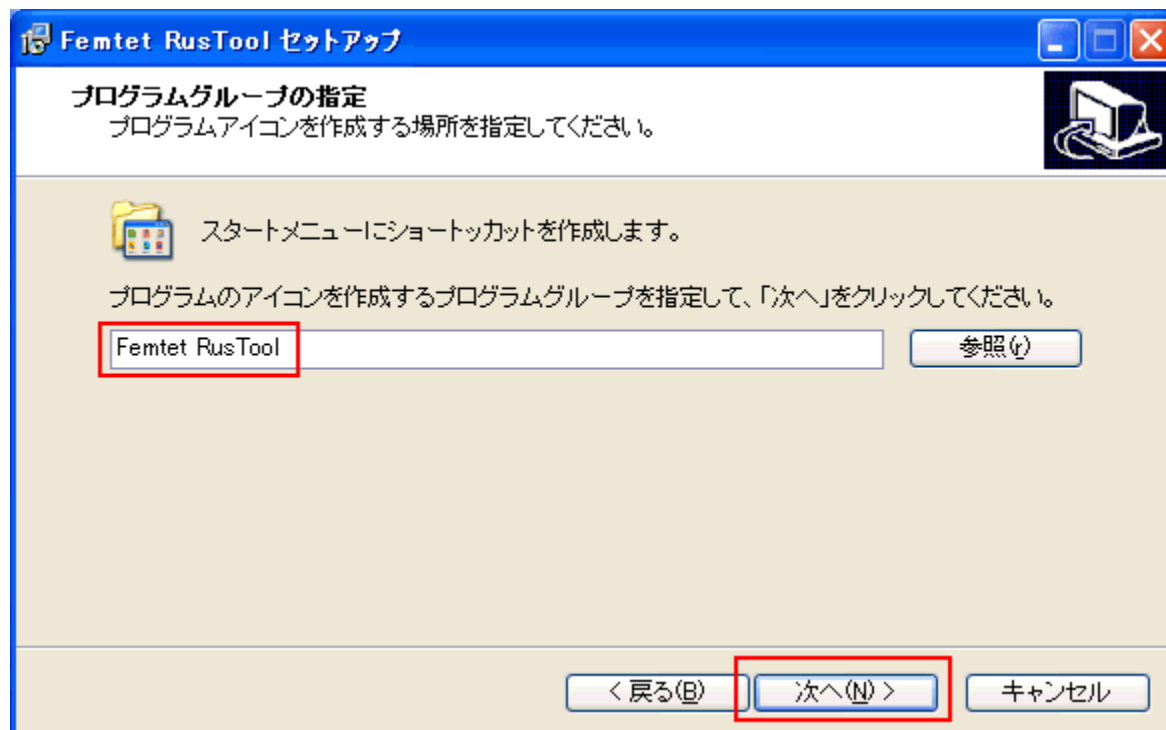 Femtet RusTool セットアップ
プログラムグループの指定
プログラムアイコンを作成する場所を指定してください。
スタートメニューにショートッカットを作成します。
プログラムのアイコンを作成するプログラムグループを指定して、「次へ」をクリックしてください。
Femtet RusTool
参照(r)
< 戻る(B)
次へ(N) >
キャンセル